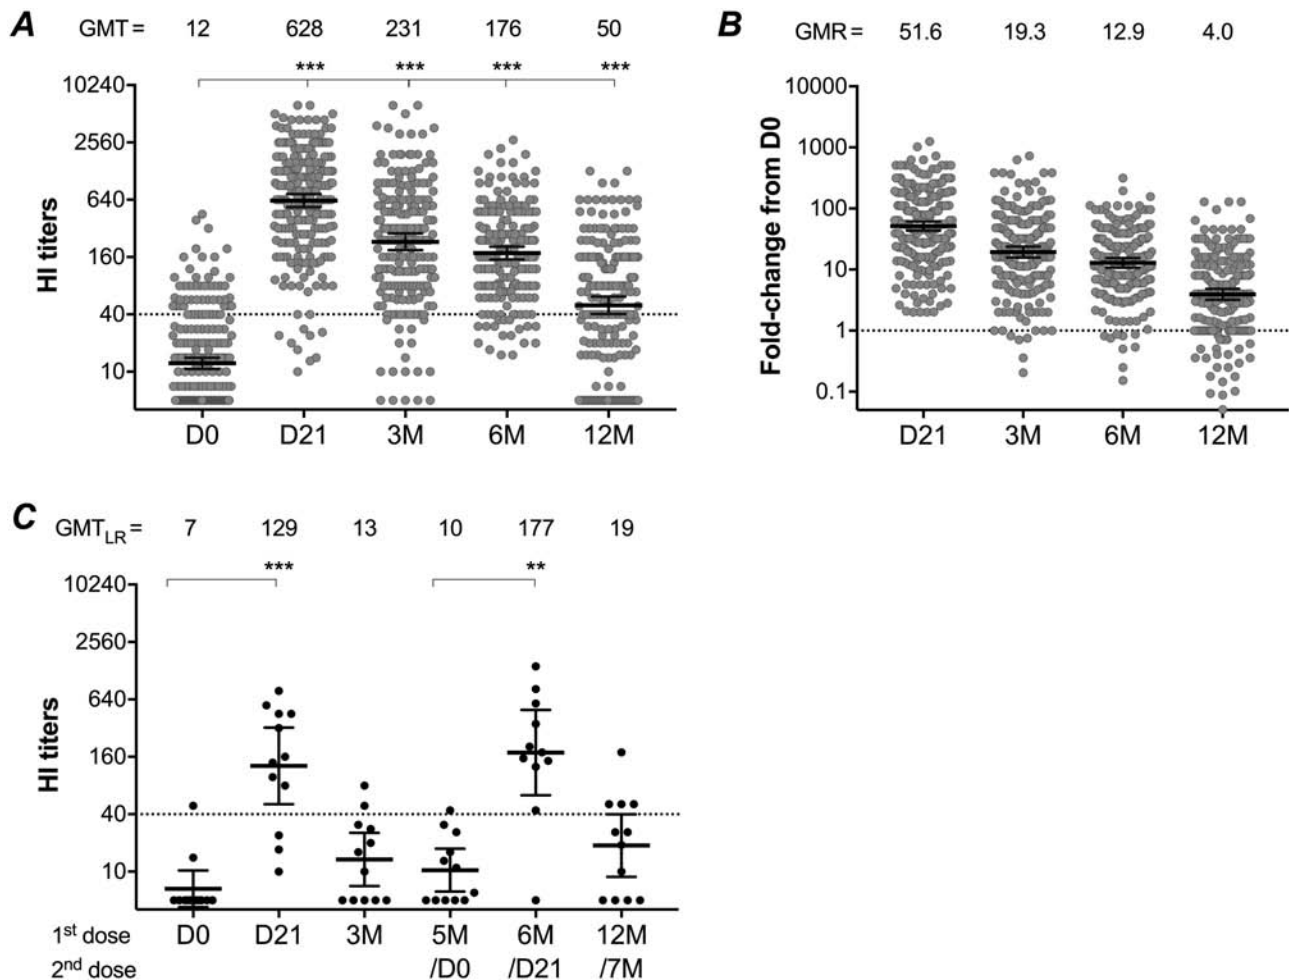 A GMT = 12 628 231 176 50
*** *** *** ***
HI titers
10240
2560
640
160
40
10
D0 D21 3M 6M 12M
B GMR = 51.6 19.3 12.9 4.0
Fold-change from D0
10000
1000
100
10
1
0.1
D21 3M 6M 12M
C GMTLR = 7 129 13 10 177 19
*** **
HI titers
10240
2560
640
160
40
10
1st dose D0 D21 3M 5M 6M 12M
2nd dose /D0 /D21 /7M